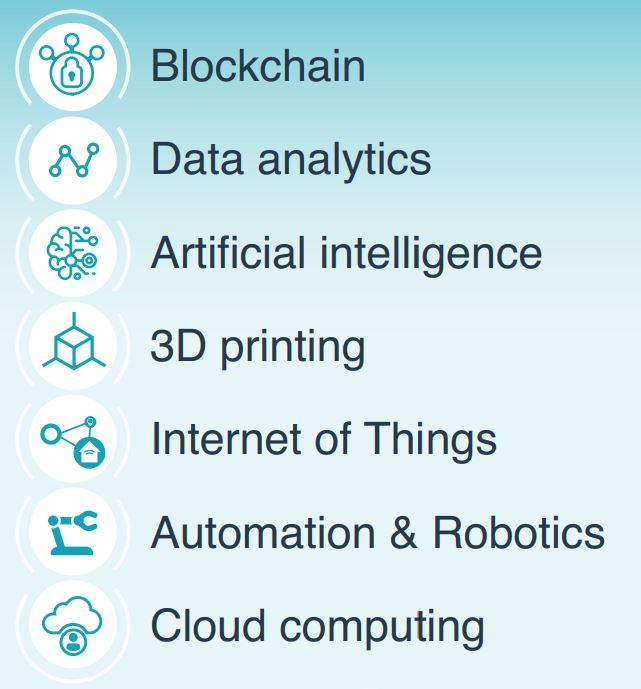 Blockchain
Data analytics
Artificial intelligence
3D printing
Internet of Things
Automation & Robotics
Cloud computing